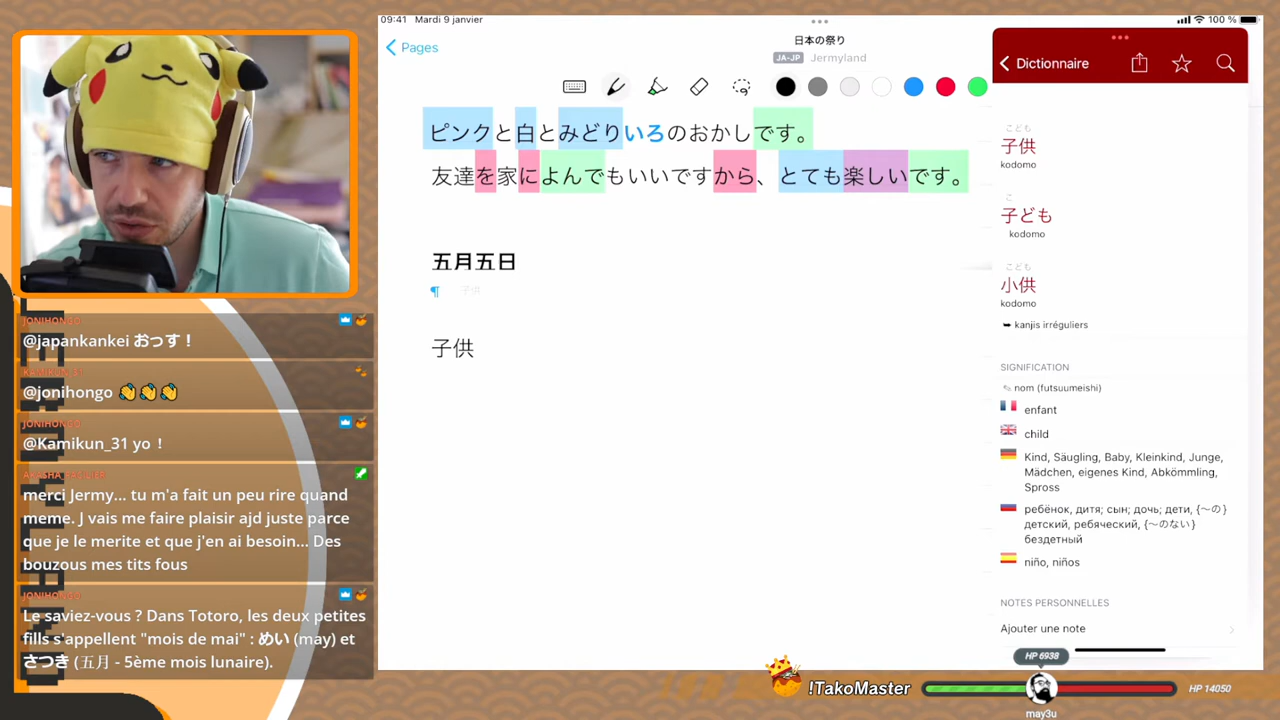 09:41 Mardi 9 janvier
100 %
Pages
日本の祭り
JA-JP Jermyland
ピンクと白とみどりいろのおかしです。
友達を家によんでもいいですから、とても楽しいです。
五月五日
¶ 子供
子供
Dictionnaire
こども
子供
kodomo
こ
子ども
kodomo
こども
小供
kodomo
➥ kanjis irréguliers
SIGNIFICATION
nom (futsuumeishi)
enfant
child
Kind, Säugling, Baby, Kleinkind, Junge,
Mädchen, eigenes Kind, Abkömmling,
Spross
ребёнок, дитя; сын; дочь; дети, {〜の}
детский, ребяческий, {〜のない}
бездетный
niño, niños
NOTES PERSONNELLES
Ajouter une note
JONIHONGO
@japankankei おっす！
KAMIKUN_31
@jonihongo 👏👏👏
JONIHONGO
@Kamikun_31 yo !
merci Jermy... tu m'a fait un peu rire quand
meme. J vais me faire plaisir ajd juste parce
que je le merite et que j'en ai besoin... Des
bouzous mes tits fous
JONIHONGO
Le saviez-vous ? Dans Totoro, les deux petites
fills s'appellent "mois de mai" : めい (may) et
さつき (五月 - 5ème mois lunaire).
!TakoMaster
HP 6938
HP 14050
may3u